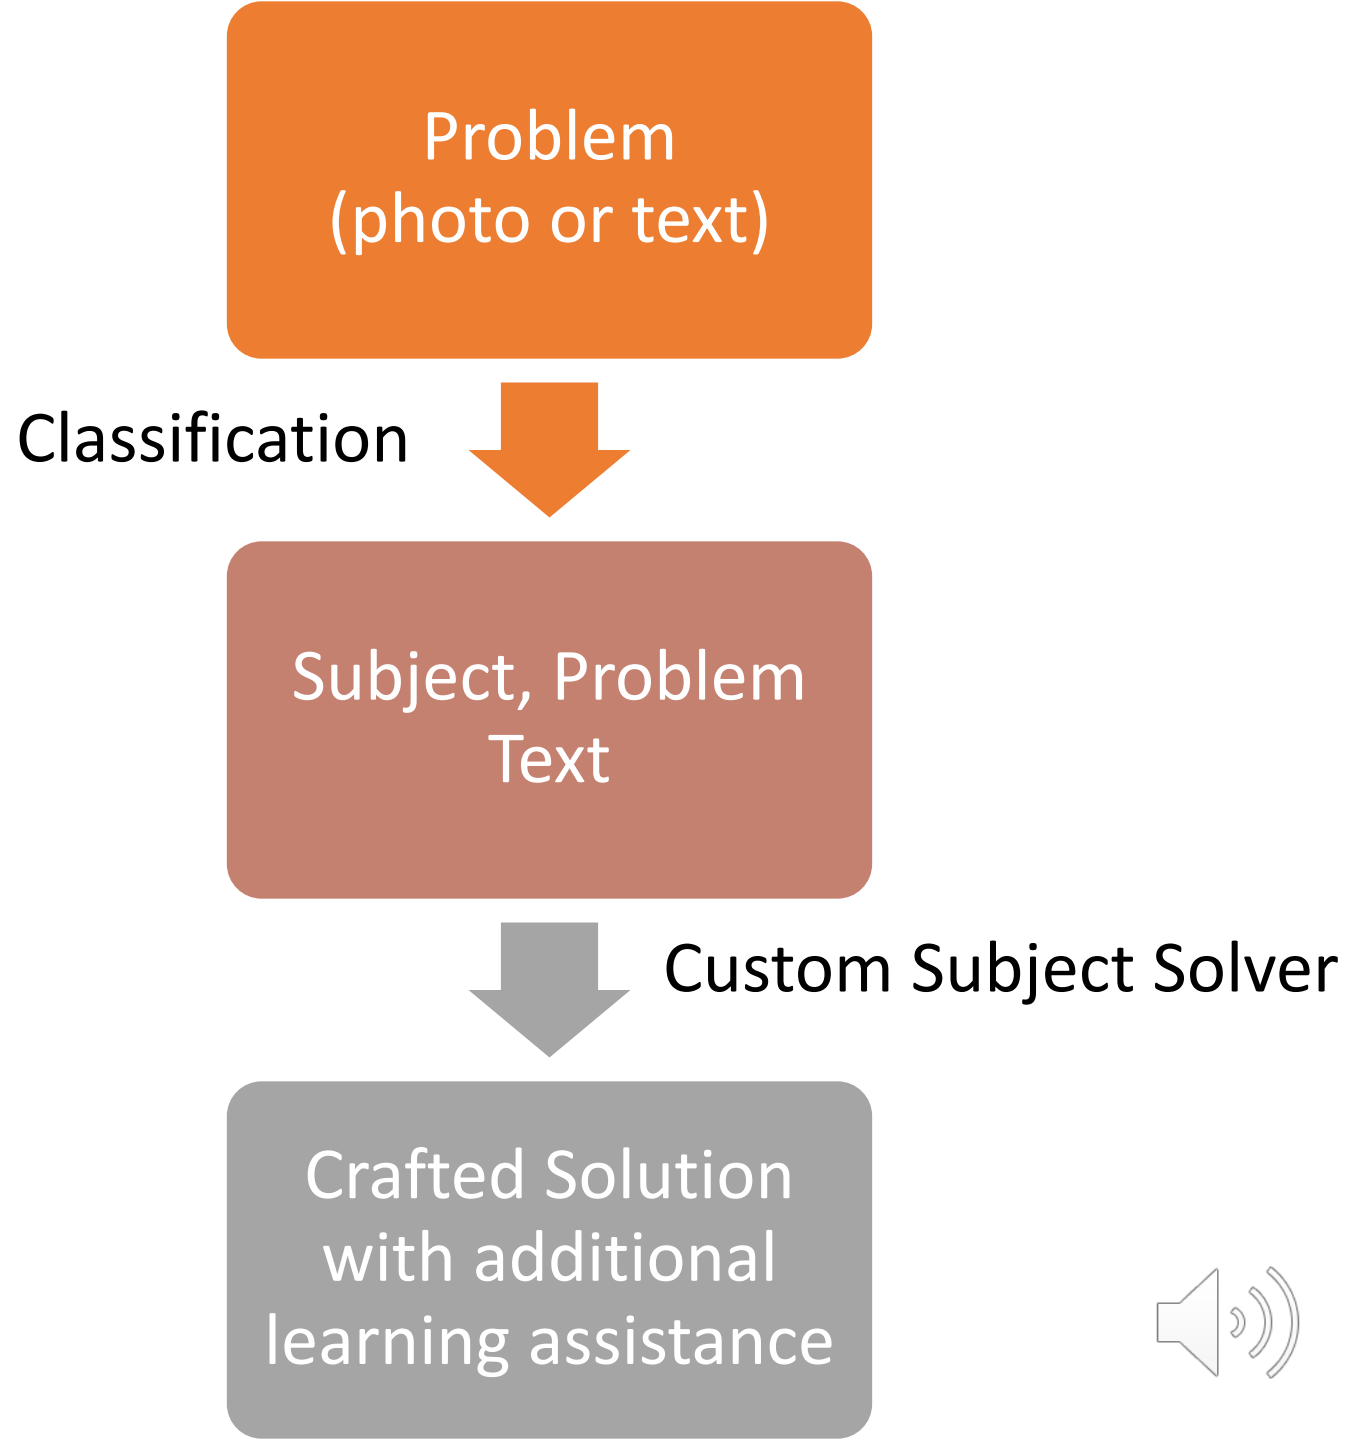 Problem
(photo or text)
Classification
Subject, Problem
Text
Custom Subject Solver
Crafted Solution
with additional
learning assistance